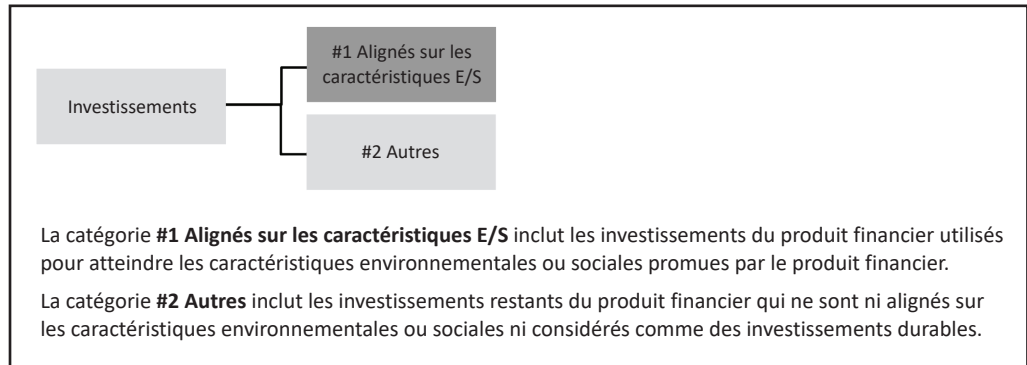 #1 Alignés sur les
caractéristiques E/S
Investissements
#2 Autres
La catégorie #1 Alignés sur les caractéristiques E/S inclut les investissements du produit financier utilisés
pour atteindre les caractéristiques environnementales ou sociales promues par le produit financier.
La catégorie #2 Autres inclut les investissements restants du produit financier qui ne sont ni alignés sur
les caractéristiques environnementales ou sociales ni considérés comme des investissements durables.